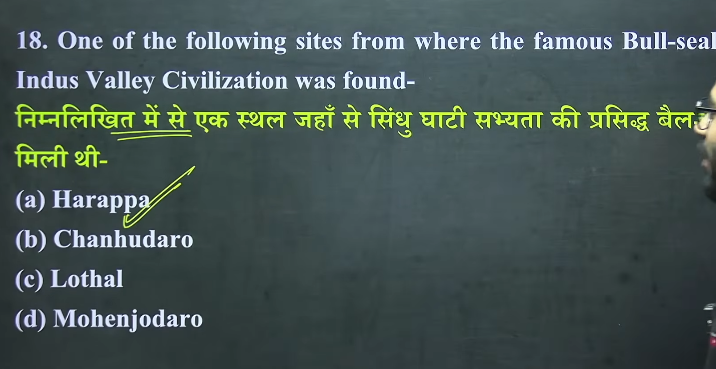 18. One of the following sites from where the famous Bull-seal
Indus Valley Civilization was found-
निम्नलिखित में से एक स्थल जहाँ से सिंधु घाटी सभ्यता की प्रसिद्ध बैल
मिली थी-
(a) Harappa
(b) Chanhudaro
(c) Lothal
(d) Mohenjodaro